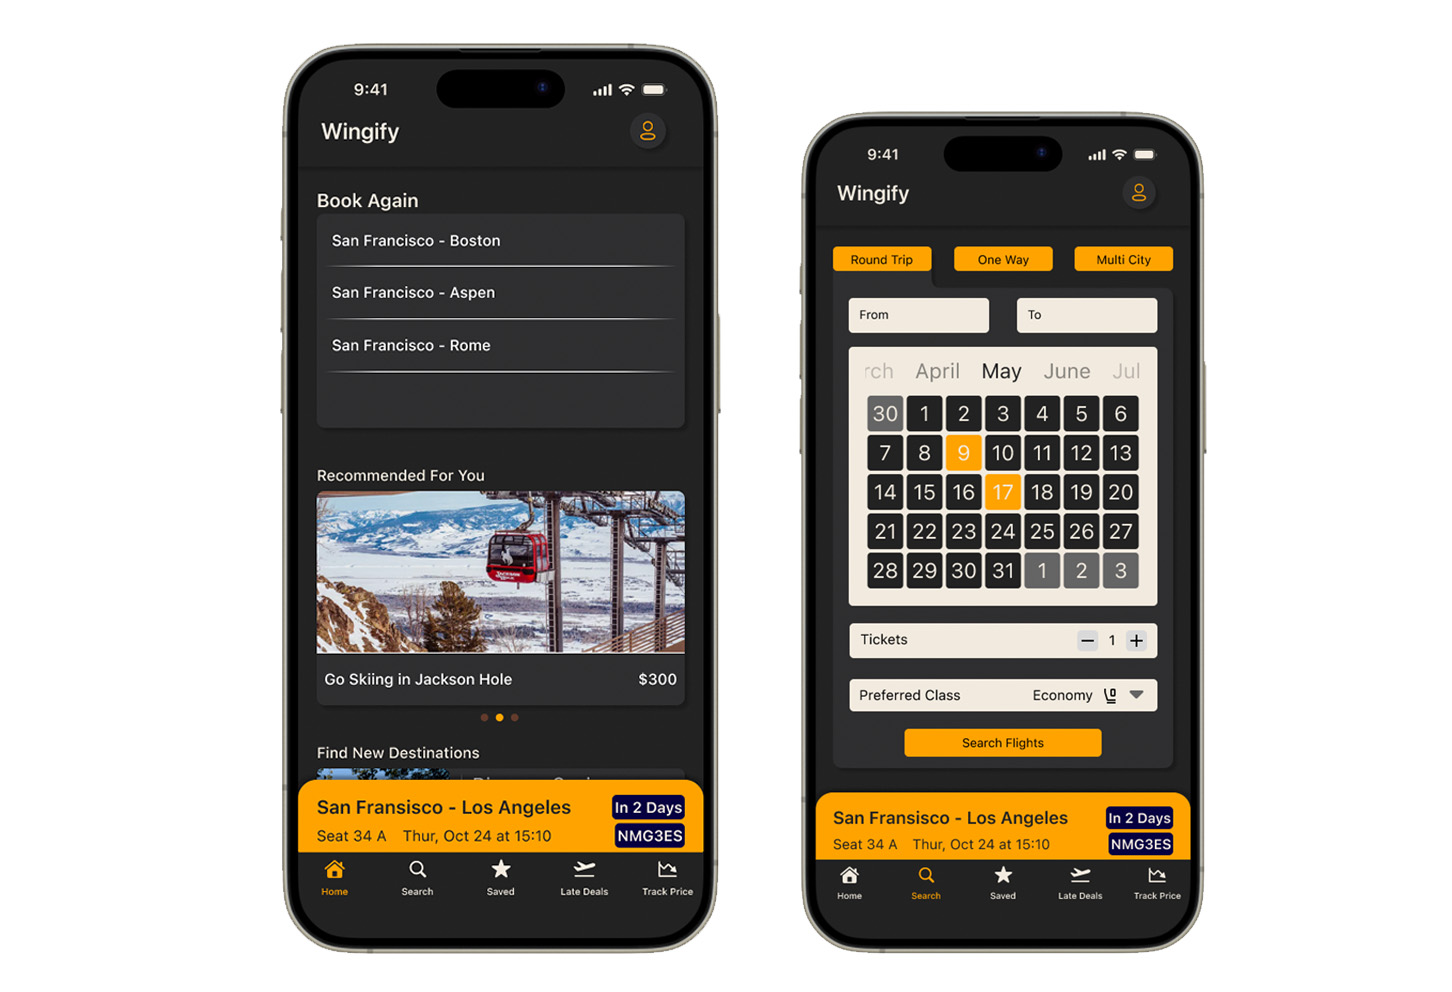 9:41
Wingify
Book Again
San Francisco - Boston
San Francisco - Aspen
San Francisco - Rome
Recommended For You
JACKSON HOLE
Go Skiing in Jackson Hole $300
Find New Destinations
San Fransisco - Los Angeles In 2 Days
Seat 34 A Thur, Oct 24 at 15:10 NMG3ES
Home Search Saved Late Deals Track Price
9:41
Wingify
Round Trip One Way Multi City
From To
rch April May June Jul
30 1 2 3 4 5 6
7 8 9 10 11 12 13
14 15 16 17 18 19 20
21 22 23 24 25 26 27
28 29 30 31 1 2 3
Tickets 1
Preferred Class Economy
Search Flights
San Fransisco - Los Angeles In 2 Days
Seat 34 A Thur, Oct 24 at 15:10 NMG3ES
Home Search Saved Late Deals Track Price